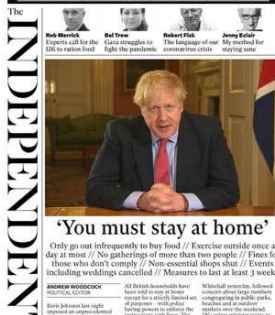 The
INDEPENDENT
Rob Merrick
Experts call for the
UK to ration food
Bel Trew
Gaza struggles to
fight the pandemic
Robert Fisk
The language of our
coronavirus crisis
Jenny Eclair
My method for
staying sane
‘You must stay at home’
Only go out infrequently to buy food // Exercise outside once a
day at most // No gatherings of more than two people // Fines fo
those who don’t comply // Non-essential shops shut // Events
including weddings cancelled // Measures to last at least 3 week
ANDREW WOODCOCK
POLITICAL EDITOR
Boris Johnson last night
imposed an unprecedented
All British households have
been told to stay at home
except for a strictly limited set
of purposes – with police
having powers to enforce the
Whitehall yesterday, followed
concern about large numbers
congregating in public parks,
beaches and at outdoor
markets over the weekend.